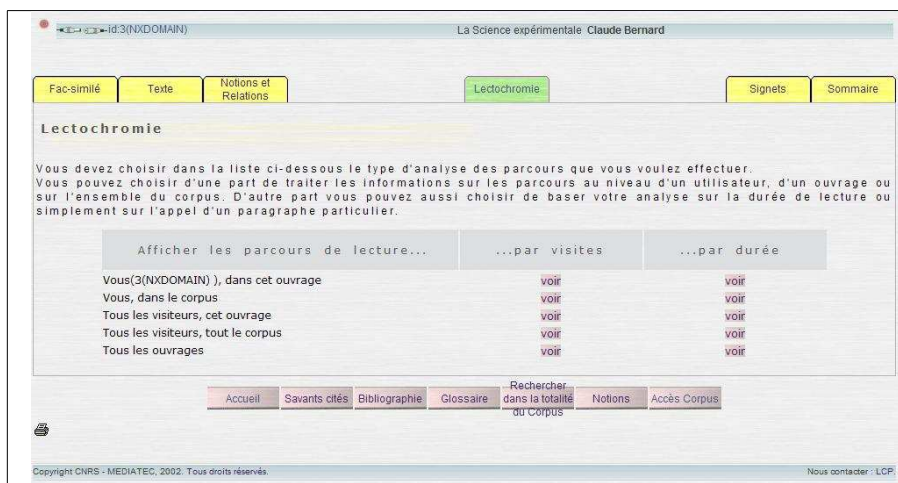 id:3(NXDOMAIN) La Science expérimentale Claude Bernard
Fac-similé Texte Notions et Relations Lectochromie Signets Sommaire
Lectochromie
Vous devez choisir dans la liste ci-dessous le type d'analyse des parcours que vous voulez effectuer.
Vous pouvez choisir d'une part de traiter les informations sur les parcours au niveau d'un utilisateur, d'un ouvrage ou
sur l'ensemble du corpus. D'autre part vous pouvez aussi choisir de baser votre analyse sur la durée de lecture ou
simplement sur l'appel d'un paragraphe particulier.
Afficher les parcours de lecture... ...par visites ...par durée
Vous(3(NXDOMAIN) ), dans cet ouvrage voir voir
Vous, dans le corpus voir voir
Tous les visiteurs, cet ouvrage voir voir
Tous les visiteurs, tout le corpus voir voir
Tous les ouvrages voir voir
Accueil Savants cités Bibliographie Glossaire Rechercher dans la totalité du Corpus Notions Accès Corpus
Copyright CNRS - MEDIATEC, 2002. Tous droits réservés. Nous contacter : LCP.